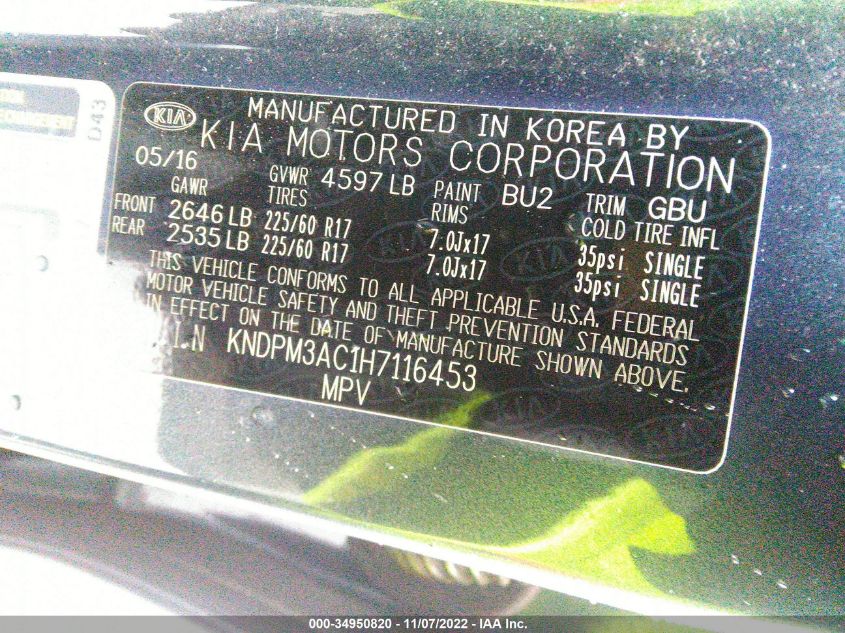 D43
KIA
MANUFACTURED IN KOREA BY
KIA MOTORS CORPORATION
05/16 GVWR 4597 LB PAINT BU2 TRIM GBU
GAWR TIRES RIMS COLD TIRE INFL
FRONT 2646 LB 225/60 R17 7.0Jx17 35psi SINGLE
REAR 2535 LB 225/60 R17 7.0Jx17 35psi SINGLE
THIS VEHICLE CONFORMS TO ALL APPLICABLE U.S.A. FEDERAL
MOTOR VEHICLE SAFETY AND THEFT PREVENTION STANDARDS
IN EFFECT ON THE DATE OF MANUFACTURE SHOWN ABOVE.
V.I.N KNDPM3AC1H7116453
MPV
000-34950820 - 11/07/2022 - IAA Inc.